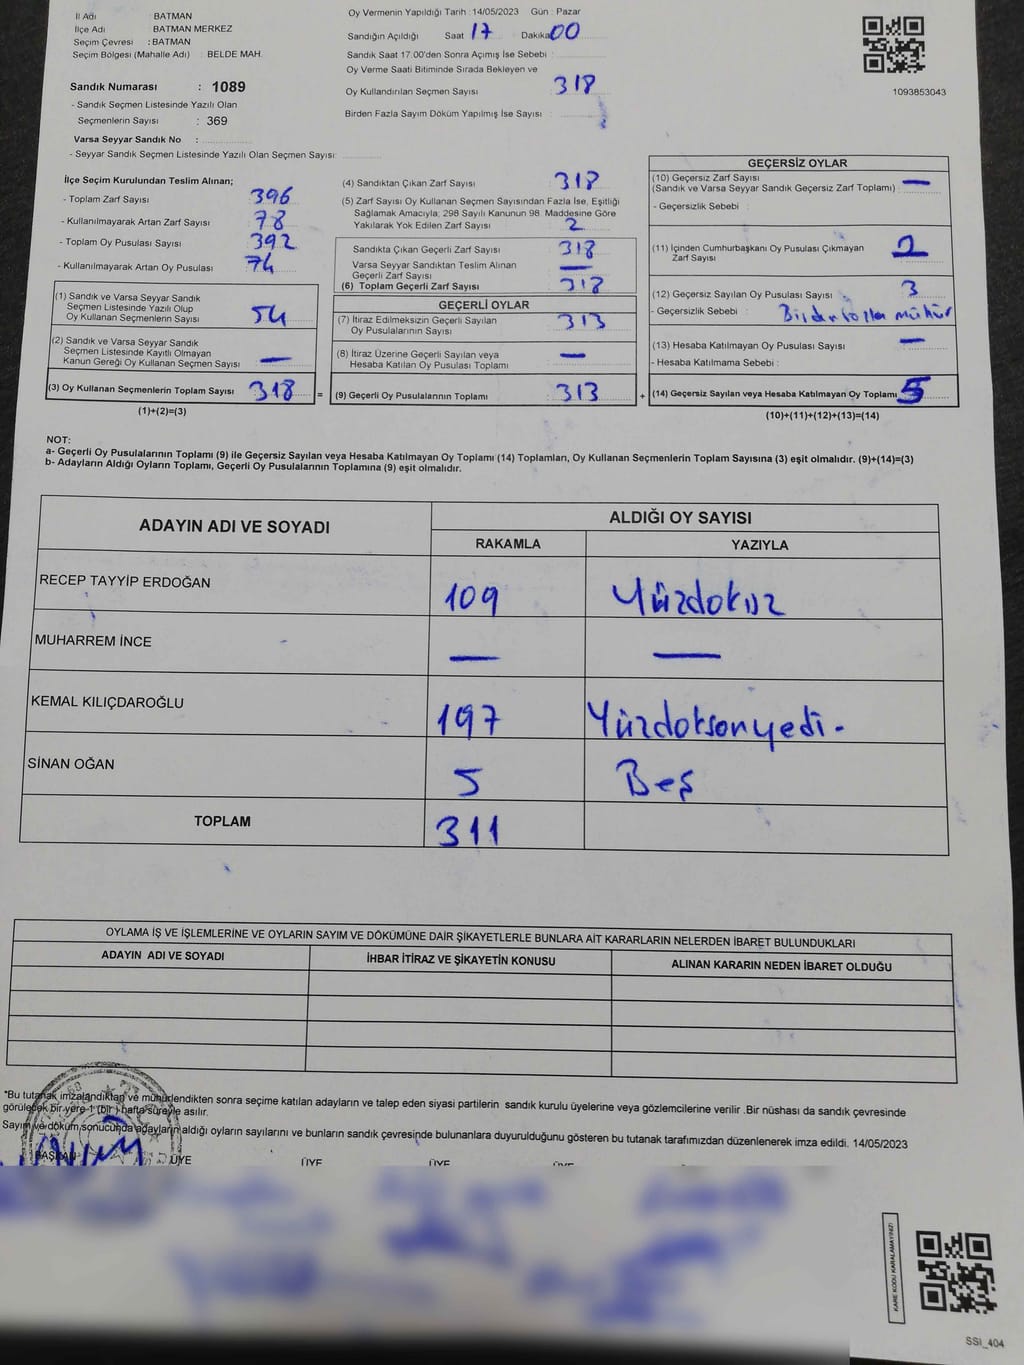 İl Adı : BATMAN
İlçe Adı : BATMAN MERKEZ
Seçim Çevresi : BATMAN
Seçim Bölgesi (Mahalle Adı) : BELDE MAH.
Sandık Numarası : 1089
- Sandık Seçmen Listesinde Yazılı Olan
Seçmenlerin Sayısı : 369
Varsa Seyyar Sandık No :
- Seyyar Sandık Seçmen Listesinde Yazılı Olan Seçmen Sayısı:
Oy Vermenin Yapıldığı Tarih : 14/05/2023 Gün : Pazar
Sandığın Açıldığı Saat 17 Dakika 00
Sandık Saat 17.00'den Sonra Açımış İse Sebebi :
Oy Verme Saati Bitiminde Sırada Bekleyen ve
Oy Kullandırılan Seçmen Sayısı : 318
Birden Fazla Sayım Döküm Yapılmış İse Sayısı :
1093853043
İlçe Seçim Kurulundan Teslim Alınan;
- Toplam Zarf Sayısı : 396
- Kullanılmayarak Artan Zarf Sayısı : 78
- Toplam Oy Pusulası Sayısı : 392
- Kullanılmayarak Artan Oy Pusulası : 74
(1) Sandık ve Varsa Seyyar Sandık
Seçmen Listesinde Yazılı Olup
Oy Kullanan Seçmenlerin Sayısı
(2) Sandık ve Varsa Seyyar Sandık
Seçmen Listesinde Kayıtlı Olmayan
Kanun Gereği Oy Kullanan Seçmen Sayısı : —
(3) Oy Kullanan Seçmenlerin Toplam Sayısı : 318 =
(1)+(2)=(3)
(4) Sandıktan Çıkan Zarf Sayısı : 318
(5) Zarf Sayısı Oy Kullanan Seçmen Sayısından Fazla İse, Eşitliği
Sağlamak Amacıyla; 298 Sayılı Kanunun 98. Maddesine Göre
Yakılarak Yok Edilen Zarf Sayısı : 2
Sandıkta Çıkan Geçerli Zarf Sayısı : 318
Varsa Seyyar Sandıktan Teslim Alınan
Geçerli Zarf Sayısı : —
(6) Toplam Geçerli Zarf Sayısı : 318
GEÇERLİ OYLAR
(7) İtiraz Edilmeksizin Geçerli Sayılan
Oy Pusulalarının Sayısı : 313
(8) İtiraz Üzerine Geçerli Sayılan veya
Hesaba Katılan Oy Pusulası Toplamı : —
(9) Geçerli Oy Pusulalarının Toplamı : 313 +
GEÇERSİZ OYLAR
(10) Geçersiz Zarf Sayısı : —
(Sandık ve Varsa Seyyar Sandık Geçersiz Zarf Toplamı)
- Geçersizlik Sebebi :
(11) İçinden Cumhurbaşkanı Oy Pusulası Çıkmayan
Zarf Sayısı : 2
(12) Geçersiz Sayılan Oy Pusulası Sayısı : 3
- Geçersizlik Sebebi : Birden fazla mühür
(13) Hesaba Katılmayan Oy Pusulası Sayısı : —
- Hesaba Katılmama Sebebi :
(14) Geçersiz Sayılan veya Hesaba Katılmayan Oy Toplamı : 5
(10)+(11)+(12)+(13)=(14)
NOT:
a- Geçerli Oy Pusulalarının Toplamı (9) ile Geçersiz Sayılan veya Hesaba Katılmayan Oy Toplamı (14) Toplamları, Oy Kullanan Seçmenlerin Toplam Sayısına (3) eşit olmalıdır. (9)+(14)=(3)
b- Adayların Aldığı Oyların Toplamı, Geçerli Oy Pusulalarının Toplamına (9) eşit olmalıdır.
ADAYIN ADI VE SOYADI ALDIĞI OY SAYISI
RAKAMLA YAZIYLA
RECEP TAYYİP ERDOĞAN 109 Yüzdokuz
MUHARREM İNCE — —
KEMAL KILIÇDAROĞLU 197 Yüzdoksanyedi-
SİNAN OĞAN 5 Beş
TOPLAM 311
OYLAMA İŞ VE İŞLEMLERİNE VE OYLARIN SAYIM VE DÖKÜMÜNE DAİR ŞİKAYETLERLE BUNLARA AİT KARARLARIN NELERDEN İBARET BULUNDUKLARI
ADAYIN ADI VE SOYADI İHBAR İTİRAZ VE ŞİKAYETİN KONUSU ALINAN KARARIN NEDEN İBARET OLDUĞU
*Bu tutanak imzalandıktan ve mühürlendikten sonra seçime katılan adayların ve talep eden siyasi partilerin sandık kurulu üyelerine veya gözlemcilerine verilir .Bir nüshası da sandık çevresinde
görülecek bir yere 1 (bir) hafta süreyle asılır.
Sayım ve döküm sonucunda adayların aldığı oyların sayılarını ve bunların sandık çevresinde bulunanlara duyurulduğunu gösteren bu tutanak tarafımızdan düzenlenerek imza edildi. 14/05/2023
BAŞKAN ÜYE ÜYE ÜYE ÜYE
KARE KODU KARALAMAYINIZ!
SSI_404